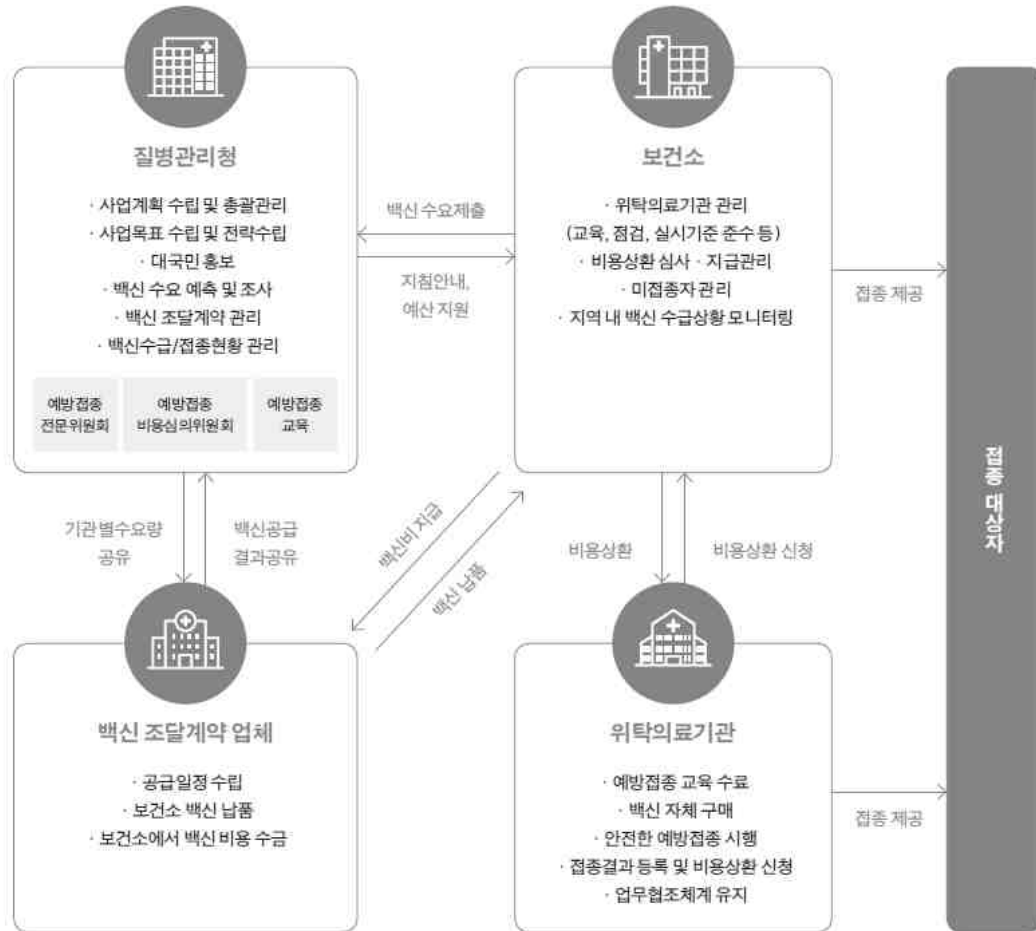 질병관리청
· 사업계획 수립 및 총괄관리
· 사업목표 수립 및 전략수립
· 대국민 홍보
· 백신 수요 예측 및 조사
· 백신 조달계약 관리
· 백신수급/접종현황 관리
예방접종
전문위원회
예방접종
비용심의위원회
예방접종
교육
백신 수요제출
지침안내,
예산 지원
보건소
· 위탁의료기관 관리
(교육, 점검, 실시기준 준수 등)
· 비용상환 심사 · 지급관리
· 미접종자 관리
· 지역 내 백신 수급상황 모니터링
접종 제공
접종 대상자
기관별수요량
공유
백신공급
결과공유
백신비 지급
백신 납품
비용상환
비용상환 신청
백신 조달계약 업체
· 공급일정 수립
· 보건소 백신 납품
· 보건소에서 백신 비용 수금
위탁의료기관
· 예방접종 교육 수료
· 백신 자체 구매
· 안전한 예방접종 시행
· 접종결과 등록 및 비용상환 신청
· 업무협조체계 유지
접종 제공